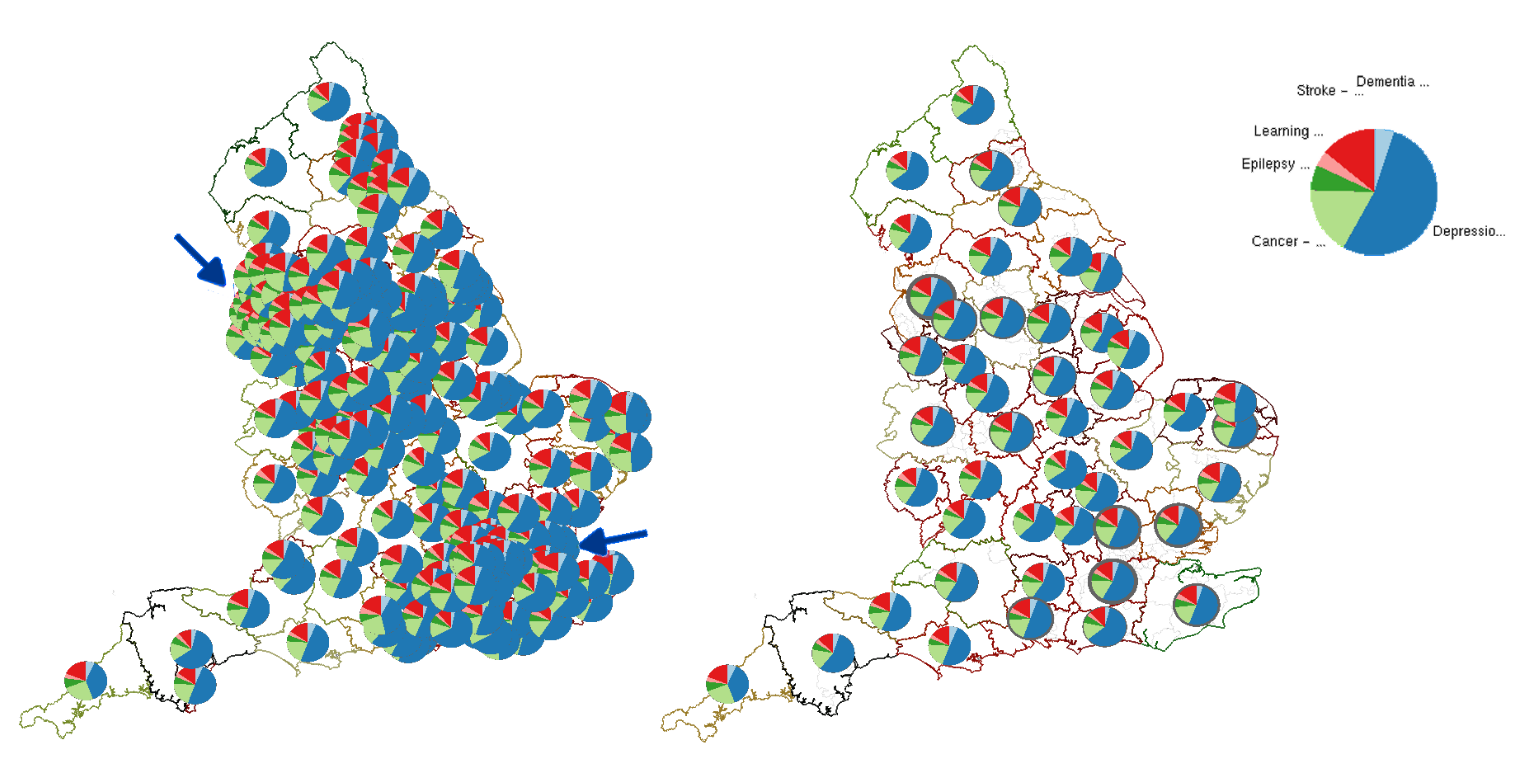 Dementia ...
Stroke – ...
Learning ...
Epilepsy ...
Depressio...
Cancer – ...